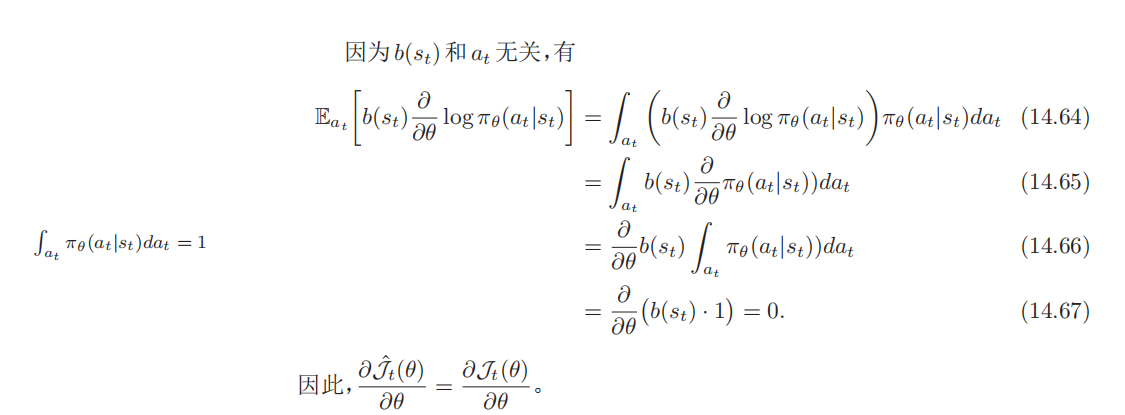 因为 b(s_t) 和 a_t 无关,有
𝔼_{a_t}[b(s_t) ∂/∂θ log π_θ(a_t|s_t)] = ∫_{a_t} (b(s_t) ∂/∂θ log π_θ(a_t|s_t)) π_θ(a_t|s_t)da_t (14.64)
= ∫_{a_t} b(s_t) ∂/∂θ π_θ(a_t|s_t))da_t (14.65)
∫_{a_t} π_θ(a_t|s_t)da_t = 1
= ∂/∂θ b(s_t) ∫_{a_t} π_θ(a_t|s_t))da_t (14.66)
= ∂/∂θ (b(s_t) · 1) = 0. (14.67)
因此, ∂𝒥̂_t(θ)/∂θ = ∂𝒥_t(θ)/∂θ 。